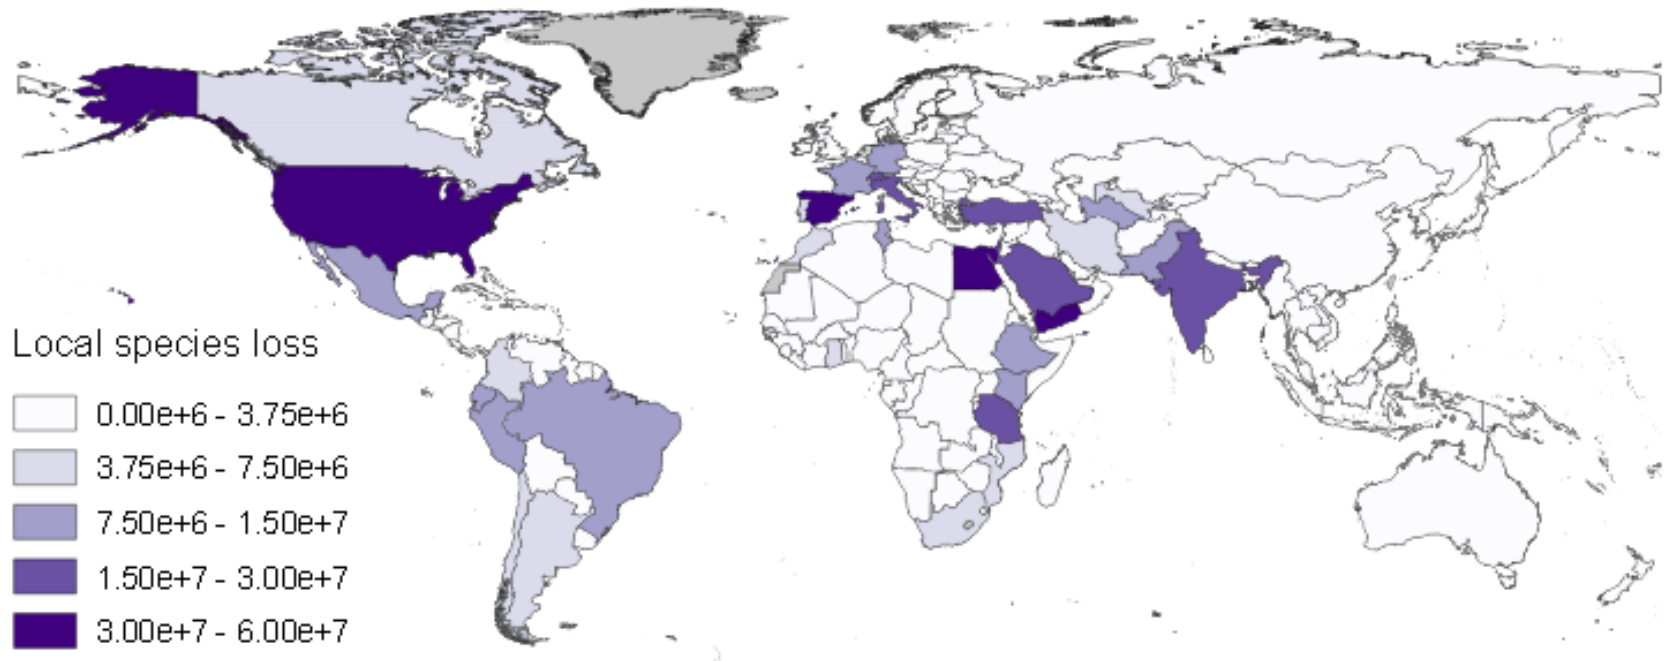 Local species loss
0.00e+6 - 3.75e+6
3.75e+6 - 7.50e+6
7.50e+6 - 1.50e+7
1.50e+7 - 3.00e+7
3.00e+7 - 6.00e+7